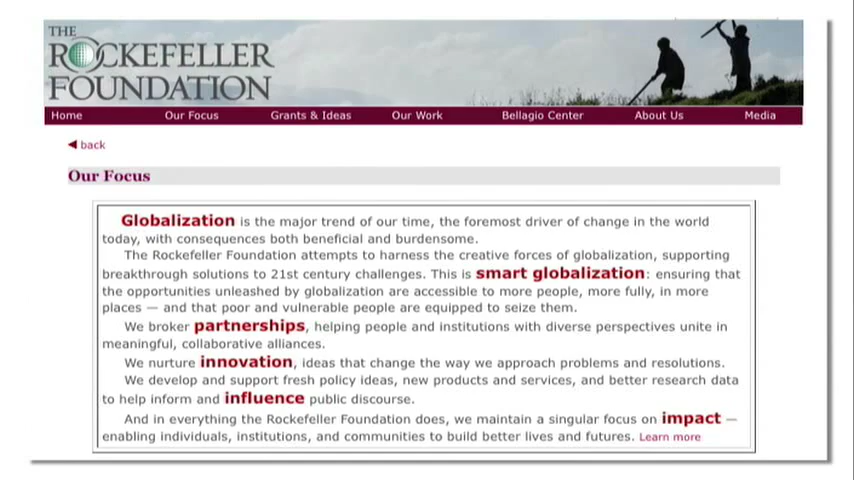 THE
ROCKEFELLER
FOUNDATION
Home Our Focus Grants & Ideas Our Work Bellagio Center About Us Media
back
Our Focus
Globalization is the major trend of our time, the foremost driver of change in the world
today, with consequences both beneficial and burdensome.
The Rockefeller Foundation attempts to harness the creative forces of globalization, supporting
breakthrough solutions to 21st century challenges. This is smart globalization: ensuring that
the opportunities unleashed by globalization are accessible to more people, more fully, in more
places — and that poor and vulnerable people are equipped to seize them.
We broker partnerships, helping people and institutions with diverse perspectives unite in
meaningful, collaborative alliances.
We nurture innovation, ideas that change the way we approach problems and resolutions.
We develop and support fresh policy ideas, new products and services, and better research data
to help inform and influence public discourse.
And in everything the Rockefeller Foundation does, we maintain a singular focus on impact —
enabling individuals, institutions, and communities to build better lives and futures. Learn more